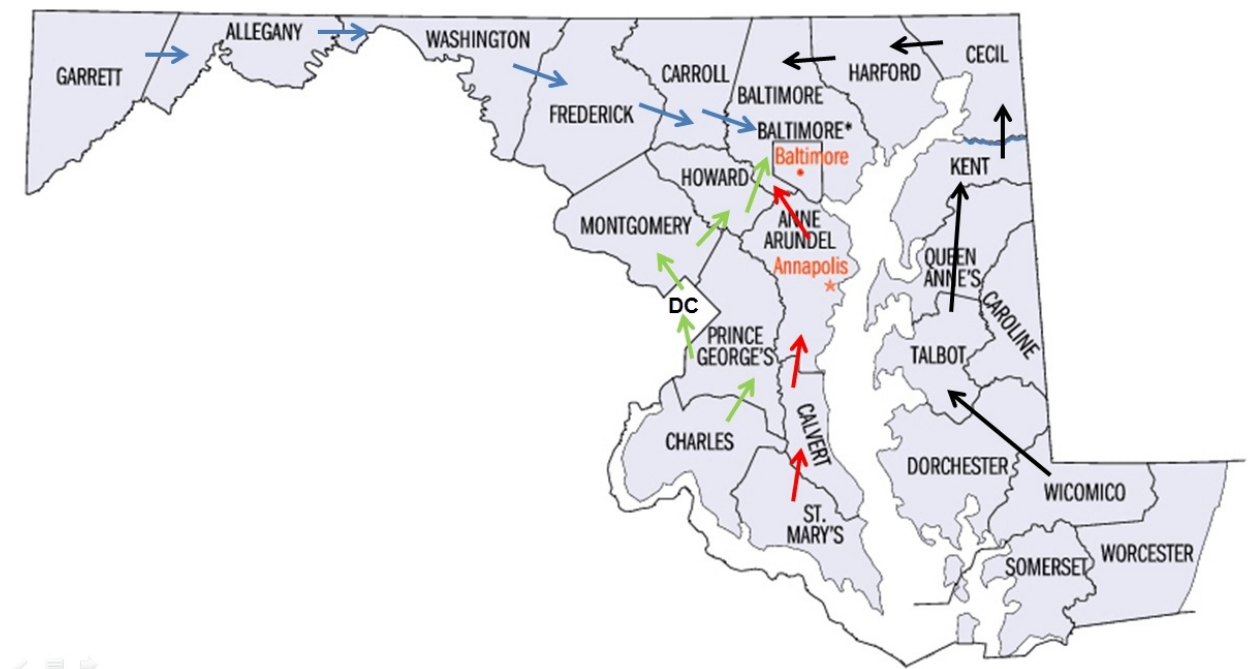 GARRETT
ALLEGANY
WASHINGTON
FREDERICK
CARROLL
BALTIMORE
HARFORD
CECIL
BALTIMORE*
Baltimore
HOWARD
KENT
MONTGOMERY
ANNE
ARUNDEL
Annapolis
QUEEN
ANNE'S
CAROLINE
DC
PRINCE
GEORGE'S
TALBOT
CHARLES
CALVERT
DORCHESTER
WICOMICO
ST.
MARY'S
SOMERSET
WORCESTER